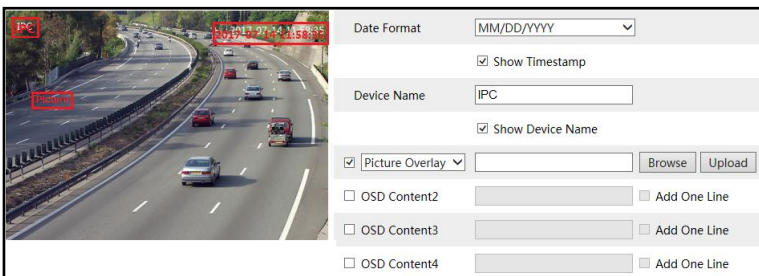 IPC
2017-07-14 11:58:35
Picture
Date Format MM/DD/YYYY
Show Timestamp
Device Name IPC
Show Device Name
Picture Overlay Browse Upload
OSD Content2 Add One Line
OSD Content3 Add One Line
OSD Content4 Add One Line